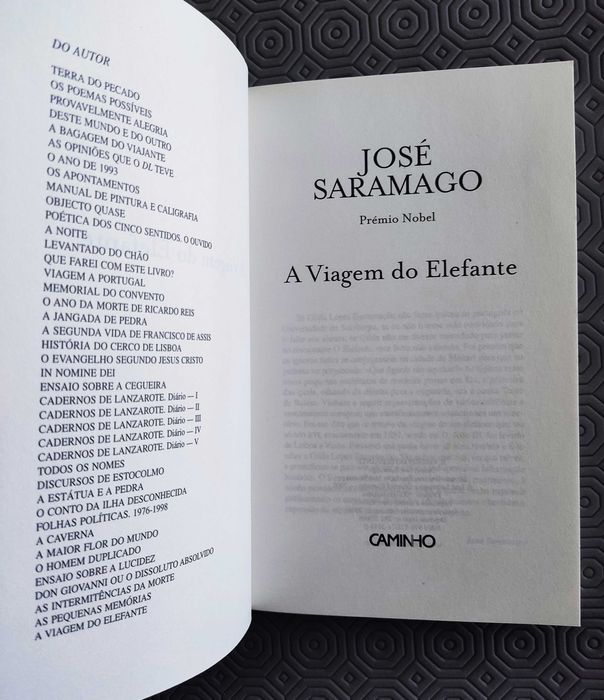 DO AUTOR
TERRA DO PECADO
OS POEMAS POSSÍVEIS
PROVAVELMENTE ALEGRIA
DESTE MUNDO E DO OUTRO
A BAGAGEM DO VIAJANTE
AS OPINIÕES QUE O DL TEVE
O ANO DE 1993
OS APONTAMENTOS
MANUAL DE PINTURA E CALIGRAFIA
OBJECTO QUASE
POÉTICA DOS CINCO SENTIDOS. O OUVIDO
A NOITE
LEVANTADO DO CHÃO
QUE FAREI COM ESTE LIVRO?
VIAGEM A PORTUGAL
MEMORIAL DO CONVENTO
O ANO DA MORTE DE RICARDO REIS
A JANGADA DE PEDRA
A SEGUNDA VIDA DE FRANCISCO DE ASSIS
HISTÓRIA DO CERCO DE LISBOA
O EVANGELHO SEGUNDO JESUS CRISTO
IN NOMINE DEI
ENSAIO SOBRE A CEGUEIRA
CADERNOS DE LANZAROTE. Diário — I
CADERNOS DE LANZAROTE. Diário — II
CADERNOS DE LANZAROTE. Diário — III
CADERNOS DE LANZAROTE. Diário — IV
CADERNOS DE LANZAROTE. Diário — V
TODOS OS NOMES
DISCURSOS DE ESTOCOLMO
A ESTÁTUA E A PEDRA
O CONTO DA ILHA DESCONHECIDA
FOLHAS POLÍTICAS. 1976-1998
A CAVERNA
A MAIOR FLOR DO MUNDO
O HOMEM DUPLICADO
ENSAIO SOBRE A LUCIDEZ
DON GIOVANNI OU O DISSOLUTO ABSOLVIDO
AS INTERMITÊNCIAS DA MORTE
AS PEQUENAS MEMÓRIAS
A VIAGEM DO ELEFANTE
JOSÉ
SARAMAGO
Prémio Nobel
A Viagem do Elefante
CAMINHO